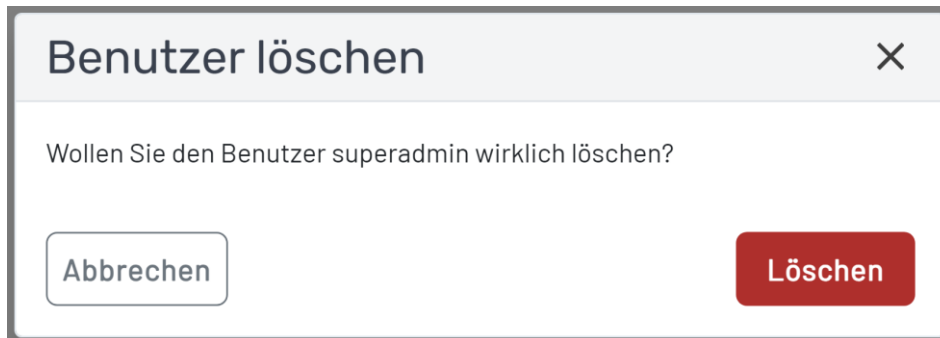 Benutzer löschen
Wollen Sie den Benutzer superadmin wirklich löschen?
Abbrechen
Löschen